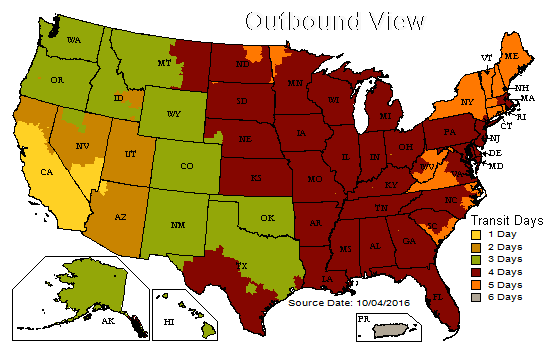 Outbound View
WA
OR
MT
ID
WY
ND
SD
NE
MN
WI
MI
IA
NV
UT
CA
CO
KS
MO
IL
IN
OH
PA
NY
VT
ME
NH
MA
RI
CT
NJ
DE
MD
WV
VA
KY
NC
TN
SC
AZ
NM
OK
AR
TX
LA
MS
AL
GA
FL
AK
HI
PR
Transit Days
1 Day
2 Days
3 Days
4 Days
5 Days
6 Days
Source Date: 10/04/2016